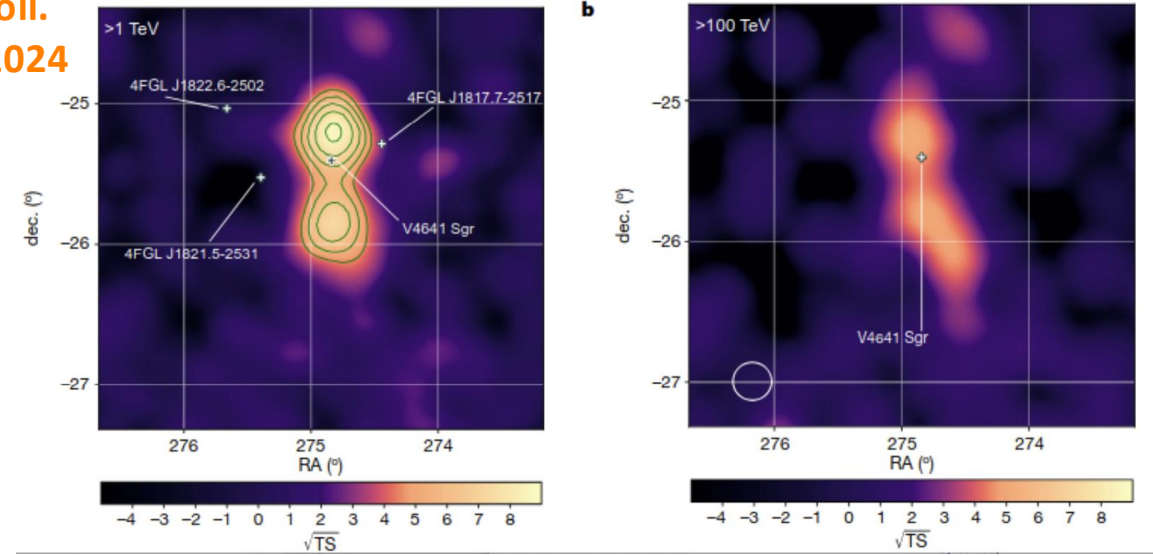 oll.
2024
>1 TeV
4FGL J1822.6-2502
4FGL J1817.7-2517
V4641 Sgr
4FGL J1821.5-2531
dec. (º)
−25
−26
−27
276
275
274
RA (º)
−4 −3 −2 −1 0 1 2 3 4 5 6 7 8
√TS
b
>100 TeV
V4641 Sgr
dec. (º)
−25
−26
−27
276
275
274
RA (º)
−4 −3 −2 −1 0 1 2 3 4 5 6 7 8
√TS